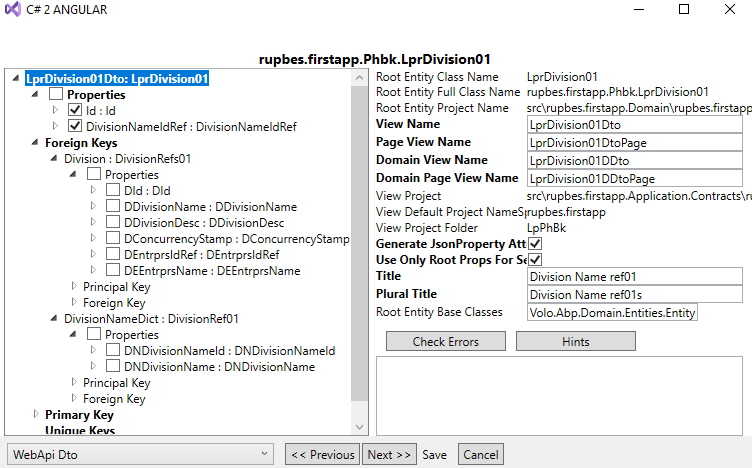 C# 2 ANGULAR
rupbes.firstapp.Phbk.LprDivision01
LprDivision01Dto: LprDivision01
Properties
Id : Id
DivisionNameIdRef : DivisionNameIdRef
Foreign Keys
Division : DivisionRefs01
Properties
DId : DId
DDivisionName : DDivisionName
DDivisionDesc : DDivisionDesc
DConcurrencyStamp : DConcurrencyStamp
DEntrprsIdRef : DEntrprsIdRef
DEEntrprsName : DEEntrprsName
Principal Key
Foreign Key
DivisionNameDict : DivisionRef01
Properties
DNDivisionNameId : DNDivisionNameId
DNDivisionName : DNDivisionName
Principal Key
Foreign Key
Primary Key
Unique Keys
Root Entity Class Name LprDivision01
Root Entity Full Class Name rupbes.firstapp.Phbk.LprDivision01
Root Entity Project Name src\rupbes.firstapp.Domain\rupbes.firstapp
View Name LprDivision01Dto
Page View Name LprDivision01DtoPage
Domain View Name LprDivision01DDto
Domain Page View Name LprDivision01DDtoPage
View Project src\rupbes.firstapp.Application.Contracts\ru
View Default Project NameSp rupbes.firstapp
View Project Folder LpPhBk
Generate JsonProperty Att
Use Only Root Props For Se
Title Division Name ref01
Plural Title Division Name ref01s
Root Entity Base Classes Volo.Abp.Domain.Entities.Entity
Check Errors Hints
WebApi Dto << Previous Next >> Save Cancel